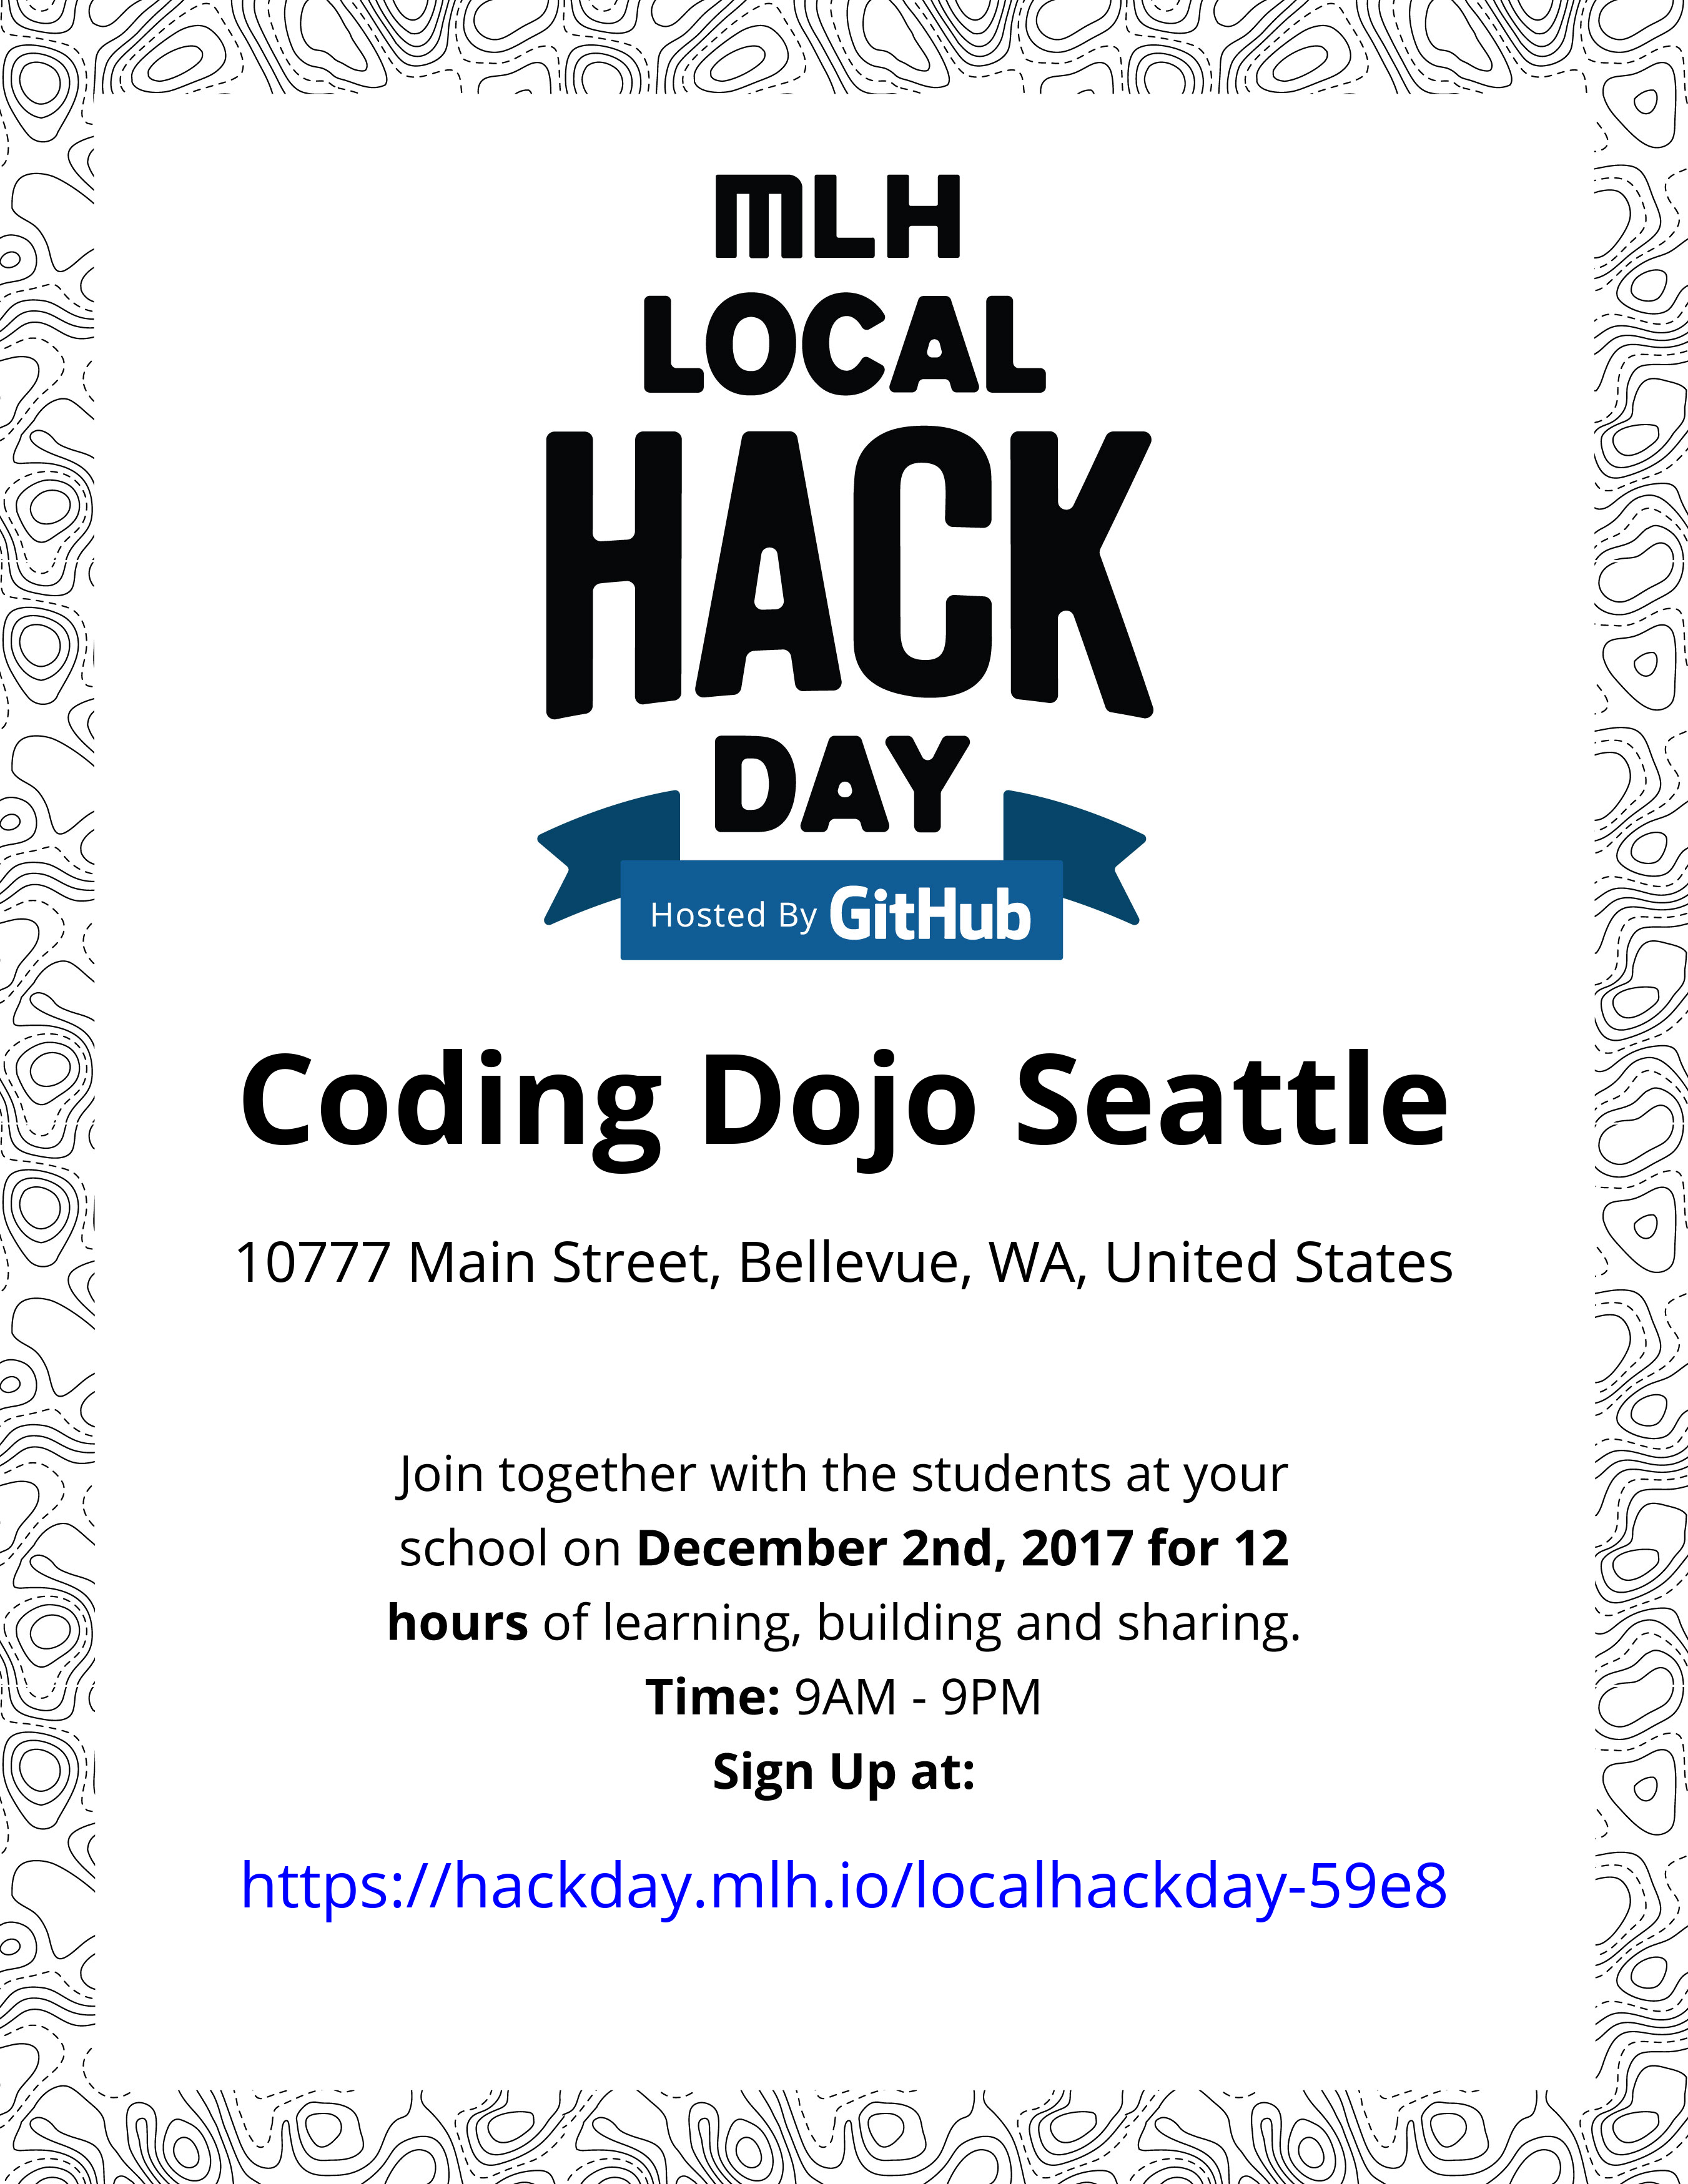 MLH
LOCAL
HACK
DAY
Hosted By GitHub
Coding Dojo Seattle
10777 Main Street, Bellevue, WA, United States
Join together with the students at your
school on December 2nd, 2017 for 12
hours of learning, building and sharing.
Time: 9AM - 9PM
Sign Up at:
https://hackday.mlh.io/localhackday-59e8